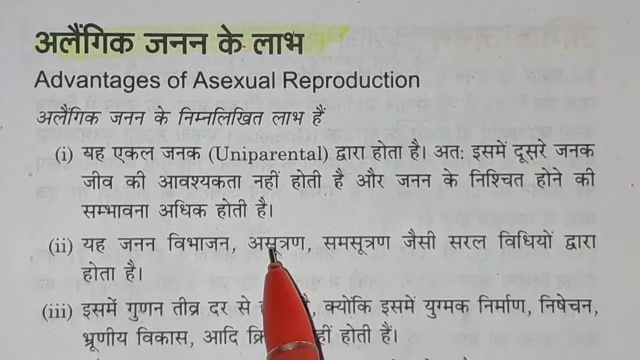 अलैंगिक जनन के लाभ
Advantages of Asexual Reproduction
अलैंगिक जनन के निम्नलिखित लाभ हैं
(i) यह एकल जनक (Uniparental) द्वारा होता है। अतः इसमें दूसरे जनक
जीव की आवश्यकता नहीं होती है और जनन के निश्चित होने की
सम्भावना अधिक होती है।
(ii) यह जनन विभाजन, असूत्रण, समसूत्रण जैसी सरल विधियों द्वारा
होता है।
(iii) इसमें गुणन तीव्र दर से है, क्योंकि इसमें युग्मक निर्माण, निषेचन,
भ्रूणीय विकास, आदि नहीं होती हैं।